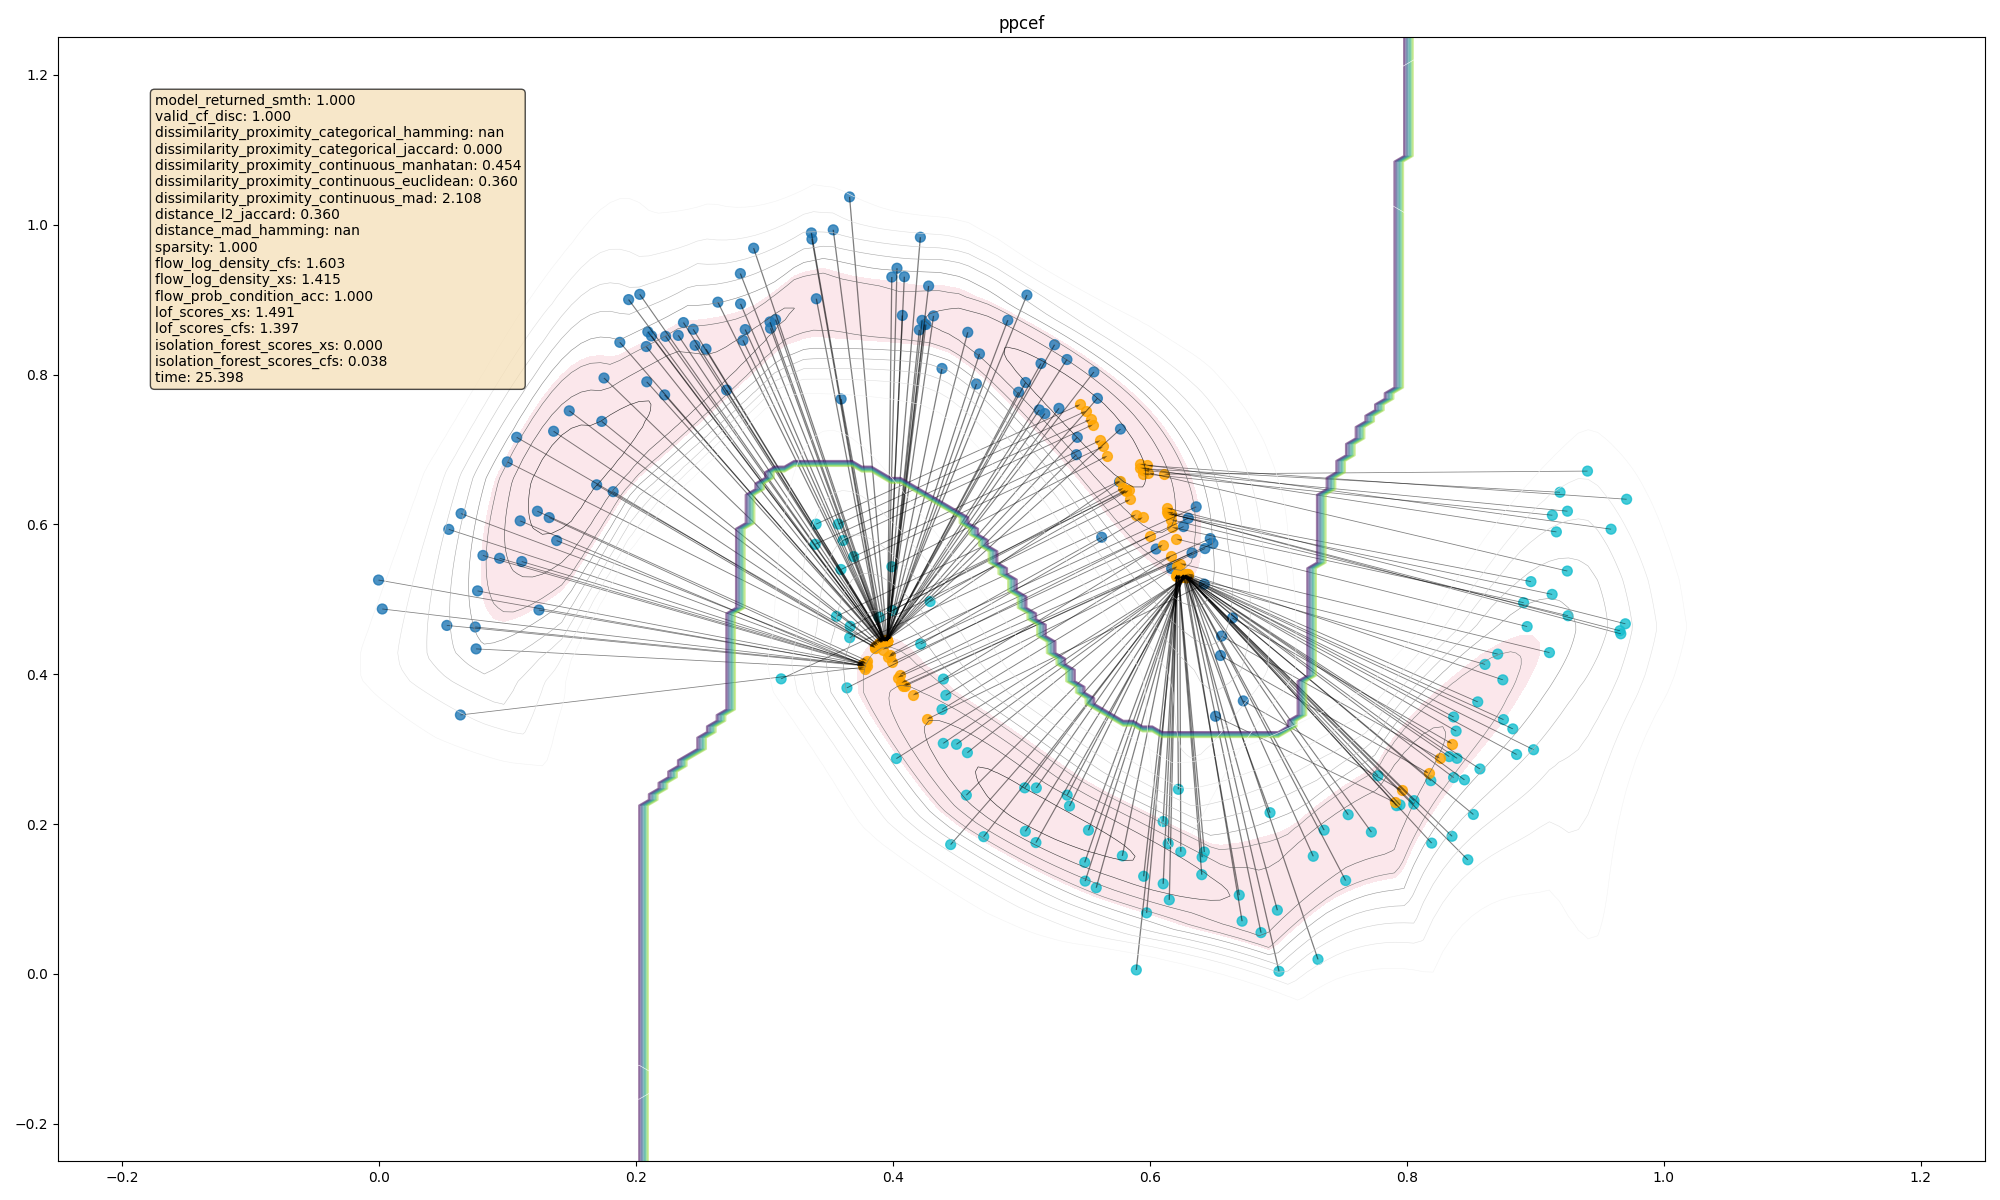 ppcef
model_returned_smth: 1.000
valid_cf_disc: 1.000
dissimilarity_proximity_categorical_hamming: nan
dissimilarity_proximity_categorical_jaccard: 0.000
dissimilarity_proximity_continuous_manhatan: 0.454
dissimilarity_proximity_continuous_euclidean: 0.360
dissimilarity_proximity_continuous_mad: 2.108
distance_l2_jaccard: 0.360
distance_mad_hamming: nan
sparsity: 1.000
flow_log_density_cfs: 1.603
flow_log_density_xs: 1.415
flow_prob_condition_acc: 1.000
lof_scores_xs: 1.491
lof_scores_cfs: 1.397
isolation_forest_scores_xs: 0.000
isolation_forest_scores_cfs: 0.038
time: 25.398
1.2
1.0
0.8
0.6
0.4
0.2
0.0
−0.2
−0.2 0.0 0.2 0.4 0.6 0.8 1.0 1.2